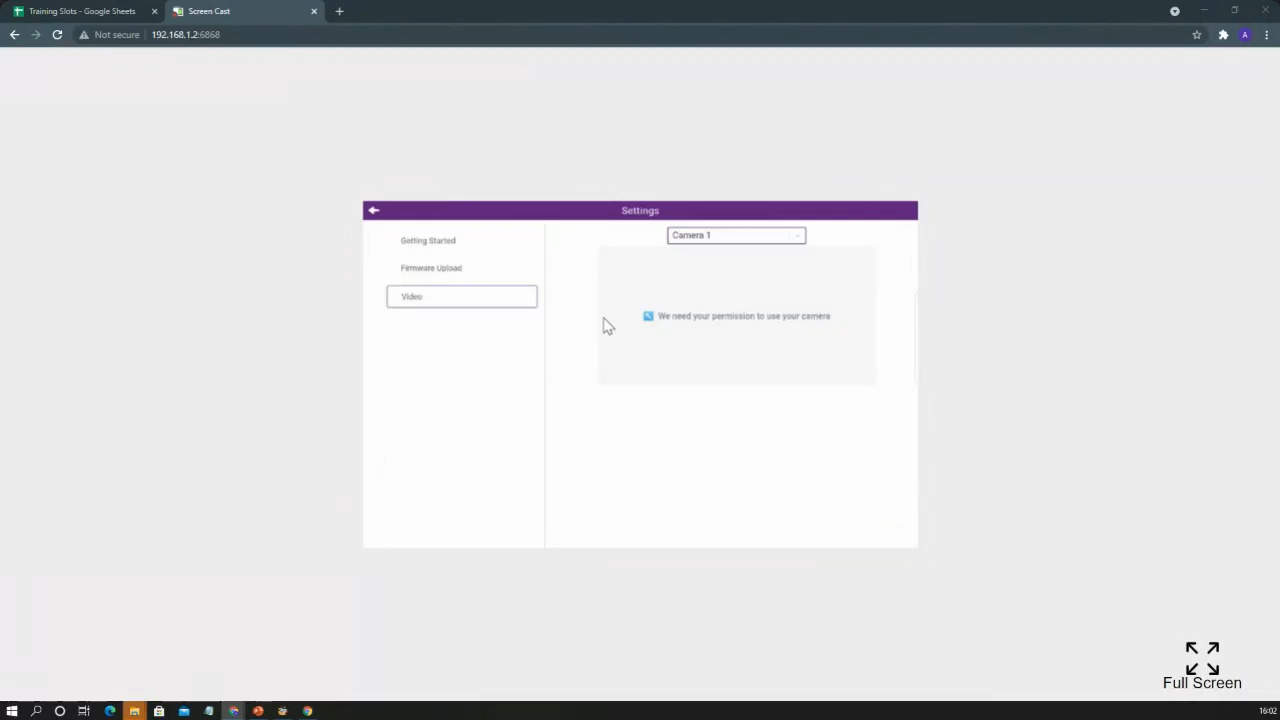 Training Slots - Google Sheets
Screen Cast
Not secure
192.168.1.2:6868
A
Settings
Getting Started
Firmware Upload
Video
Camera 1
We need your permission to use your camera
Full Screen
16:02